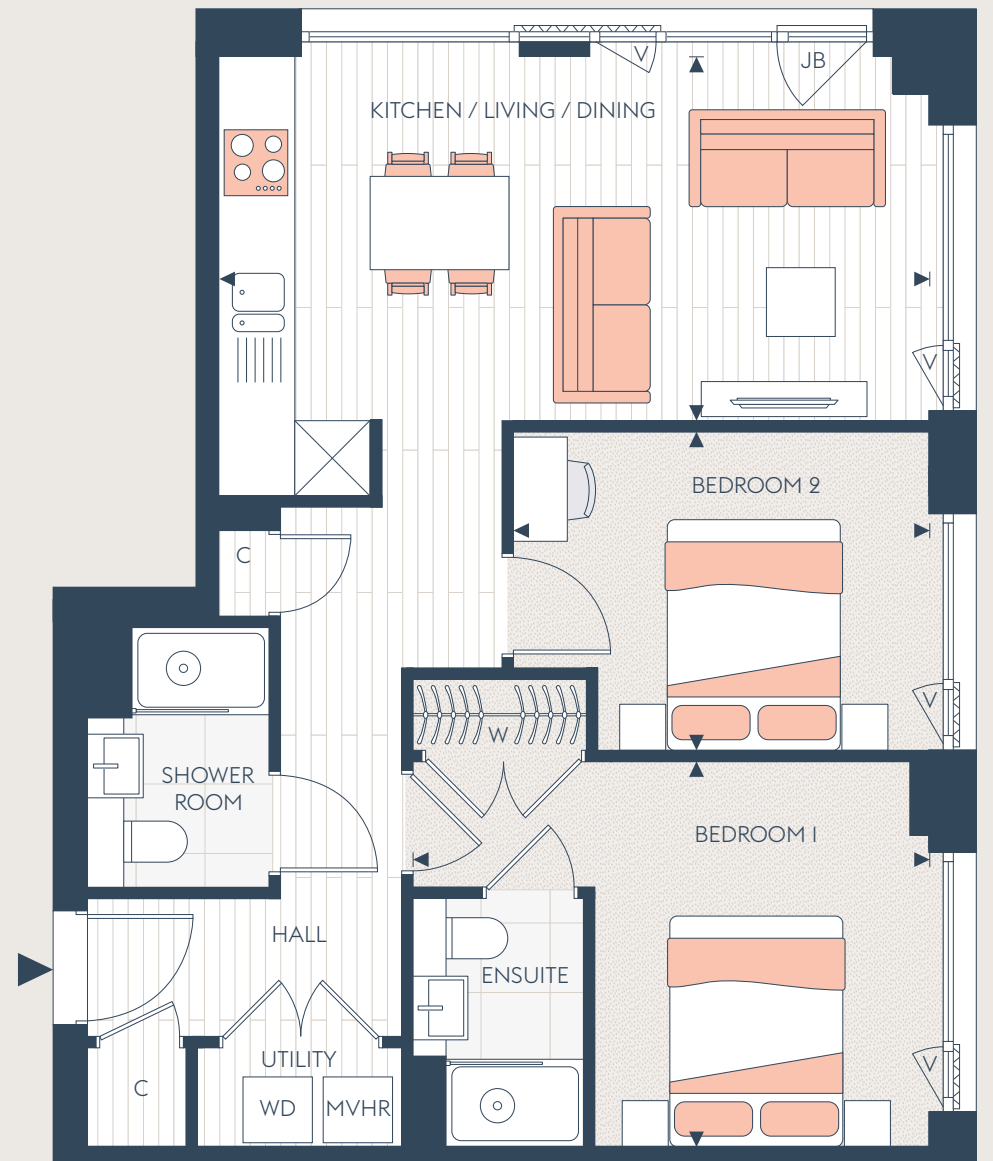 V
JB
KITCHEN / LIVING / DINING
V
BEDROOM 2
C
V
W
SHOWER
ROOM
BEDROOM 1
HALL
ENSUITE
UTILITY
V
C
WD
MVHR